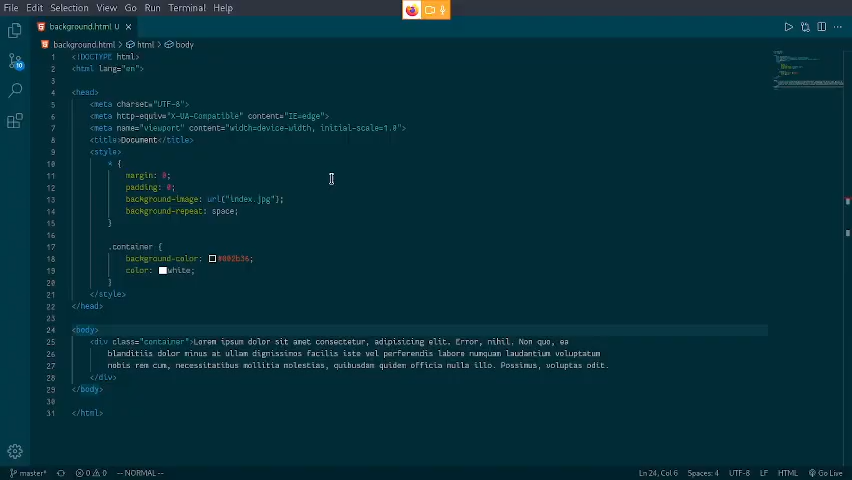 File Edit Selection View Go Run Terminal Help
background.html U
background.html > html > body
1 <!DOCTYPE html>
2 <html lang="en">
3
4 <head>
5 <meta charset="UTF-8">
6 <meta http-equiv="X-UA-Compatible" content="IE=edge">
7 <meta name="viewport" content="width=device-width, initial-scale=1.0">
8 <title>Document</title>
9 <style>
10 * {
11 margin: 0;
12 padding: 0;
13 background-image: url("index.jpg");
14 background-repeat: space;
15 }
16
17 .container {
18 background-color: #002b36;
19 color: white;
20 }
21 </style>
22 </head>
23
24 <body>
25 <div class="container">Lorem ipsum dolor sit amet consectetur, adipisicing elit. Error, nihil. Non quo, ea
26 blanditiis dolor minus at ullam dignissimos facilis iste vel perferendis labore numquam laudantium voluptatum
27 nobis rem cum, necessitatibus mollitia molestias, quibusdam quidem officia nulla illo. Possimus, voluptas odit.
28 </div>
29 </body>
30
31 </html>
10
master* 0 0 -- NORMAL -- Ln 24, Col 6 Spaces: 4 UTF-8 LF HTML Go Live